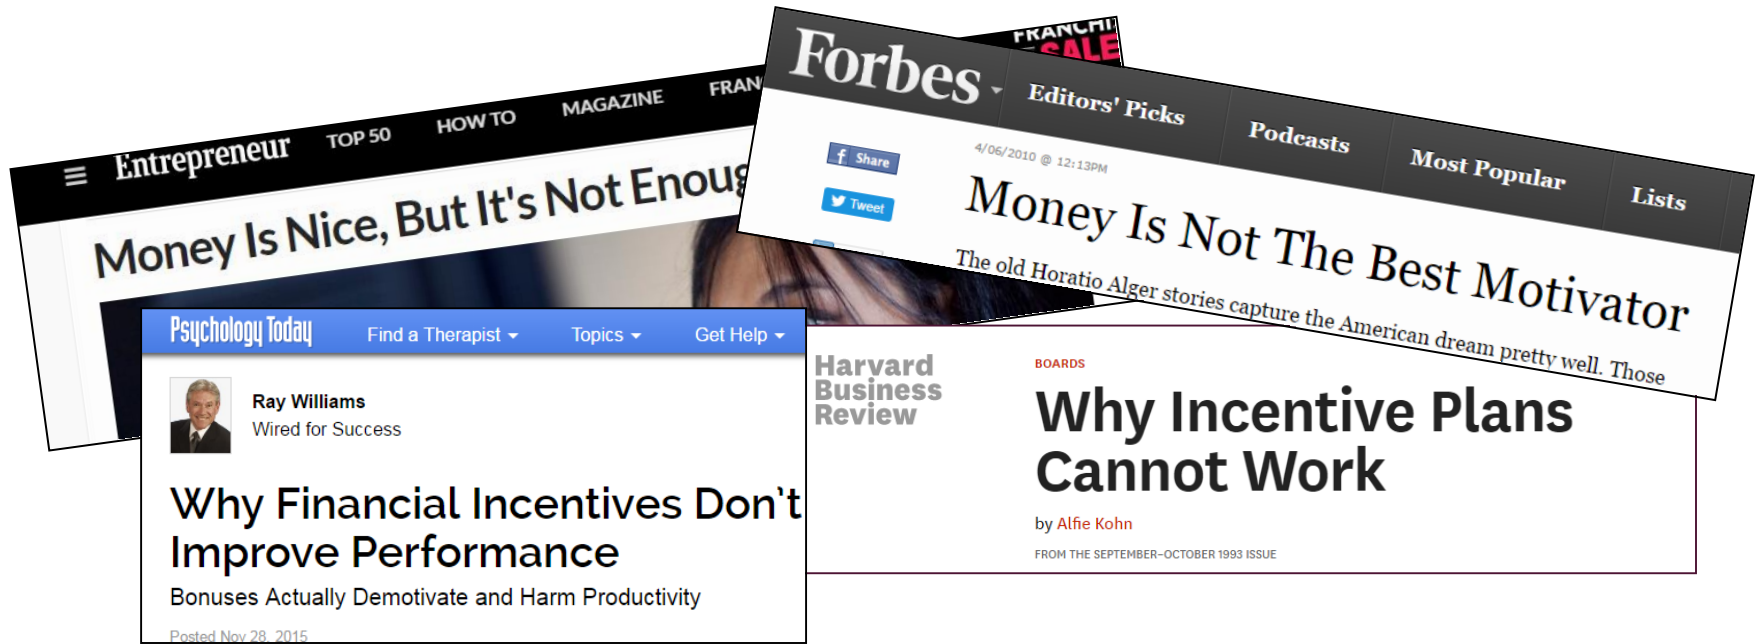 Entrepreneur TOP 50 HOW TO MAGAZINE
Money Is Nice, But It's Not
FRANCHI
SALE
Forbes Editors' Picks Podcasts Most Popular Lists
Share
Tweet
4/06/2010 @ 12:13PM
Money Is Not The Best Motivator
The old Horatio Alger stories capture the American dream pretty well. Those
Psychology Today Find a Therapist Topics Get Help
Ray Williams
Wired for Success
Why Financial Incentives Don't
Improve Performance
Bonuses Actually Demotivate and Harm Productivity
Posted Nov 28, 2015
Harvard
Business
Review
BOARDS
Why Incentive Plans
Cannot Work
by Alfie Kohn
FROM THE SEPTEMBER–OCTOBER 1993 ISSUE